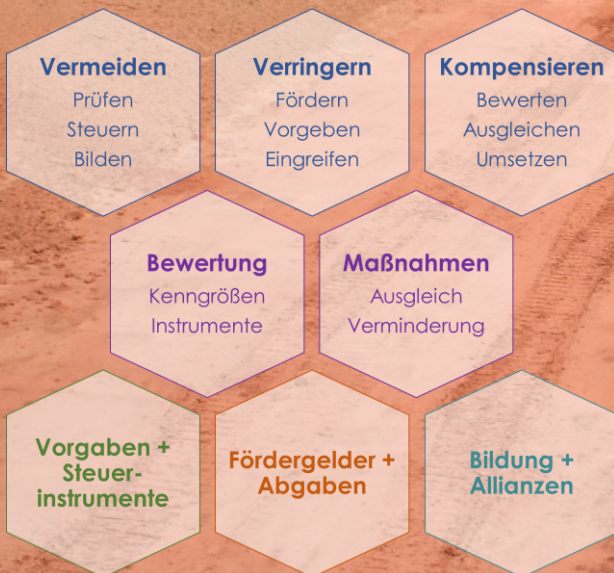 Vermeiden
Prüfen
Steuern
Bilden
Verringern
Fördern
Vorgeben
Eingreifen
Kompensieren
Bewerten
Ausgleichen
Umsetzen
Bewertung
Kenngrößen
Instrumente
Maßnahmen
Ausgleich
Verminderung
Vorgaben +
Steuer-
instrumente
Fördergelder +
Abgaben
Bildung +
Allianzen